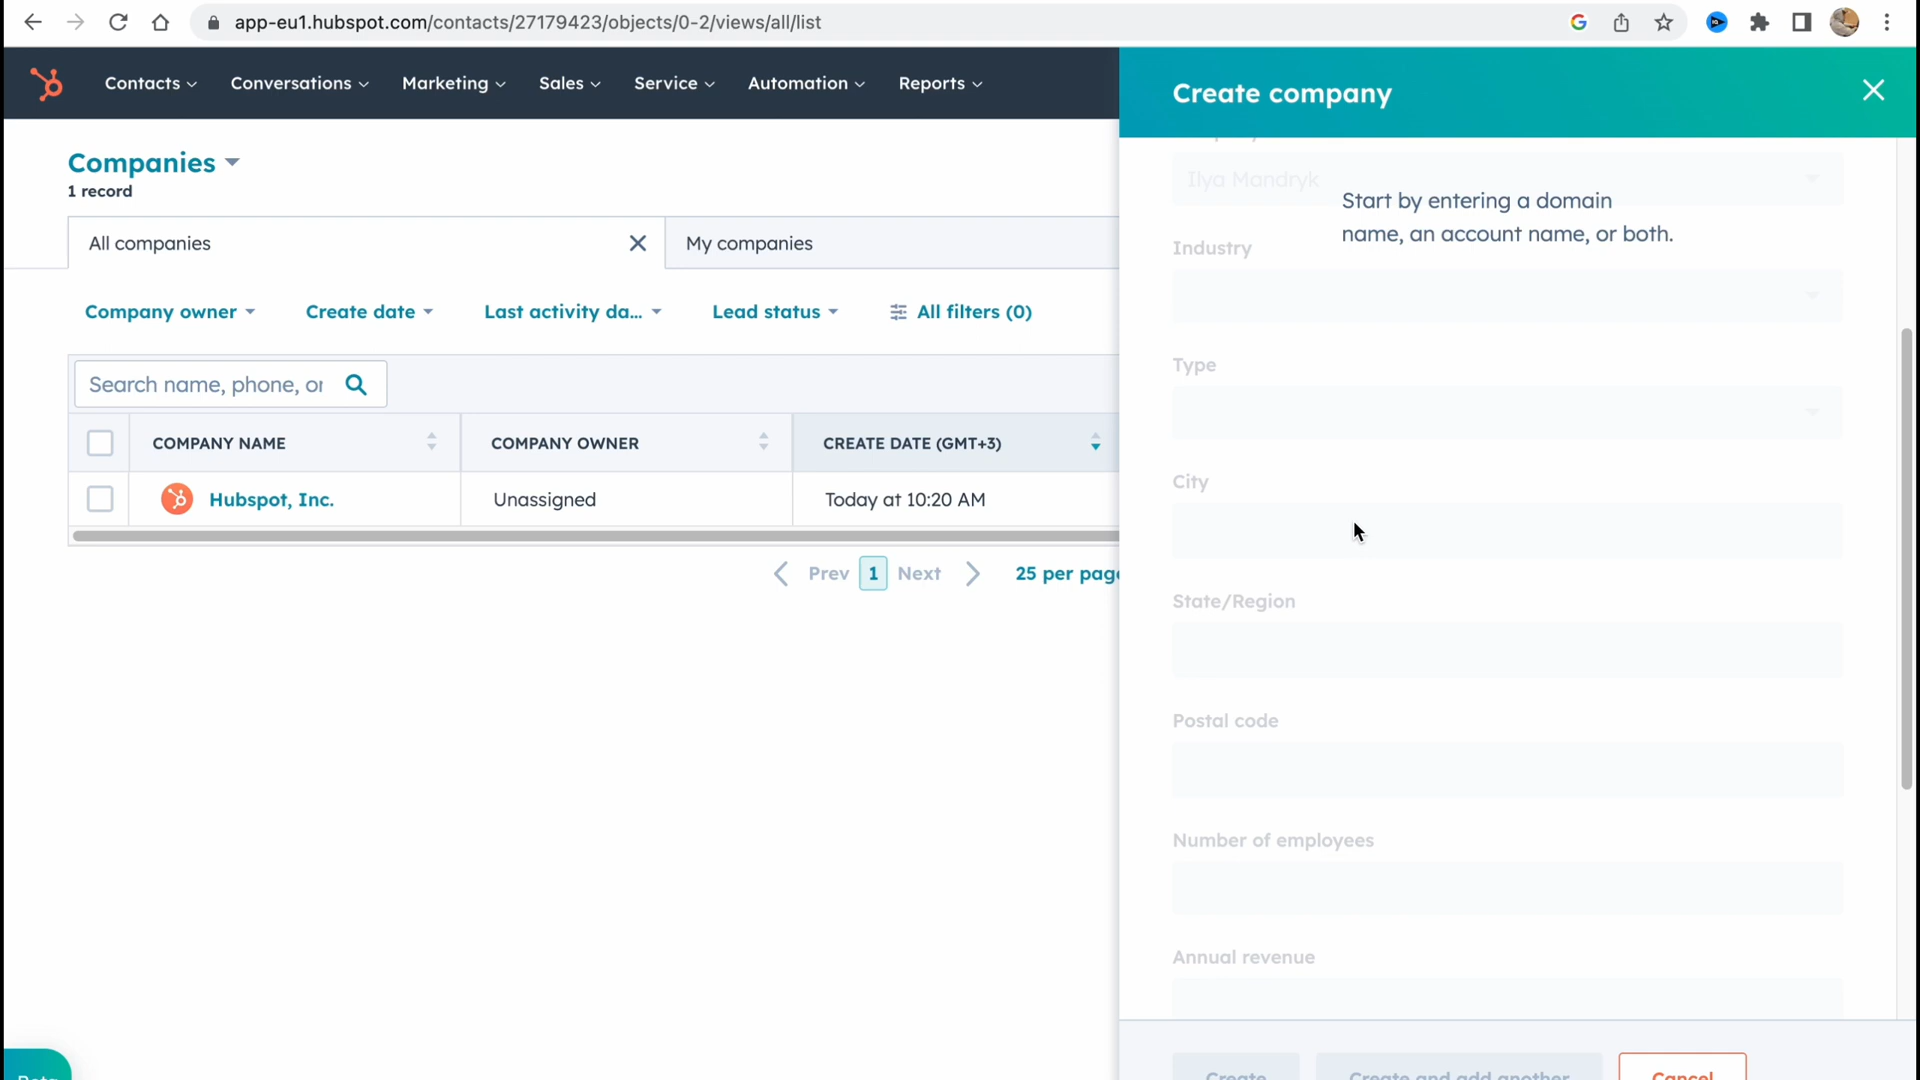 app-eu1.hubspot.com/contacts/27179423/objects/0-2/views/all/list
Contacts
Conversations
Marketing
Sales
Service
Automation
Reports
Companies
1 record
All companies
My companies
Company owner
Create date
Last activity da...
Lead status
All filters (0)
Search name, phone, or
COMPANY NAME
COMPANY OWNER
CREATE DATE (GMT+3)
Hubspot, Inc.
Unassigned
Today at 10:20 AM
Prev
1
Next
25 per page
Create company
Ilya Mandryk
Start by entering a domain
name, an account name, or both.
Industry
Type
City
State/Region
Postal code
Number of employees
Annual revenue
Create
Create and add another
Cancel
Beta